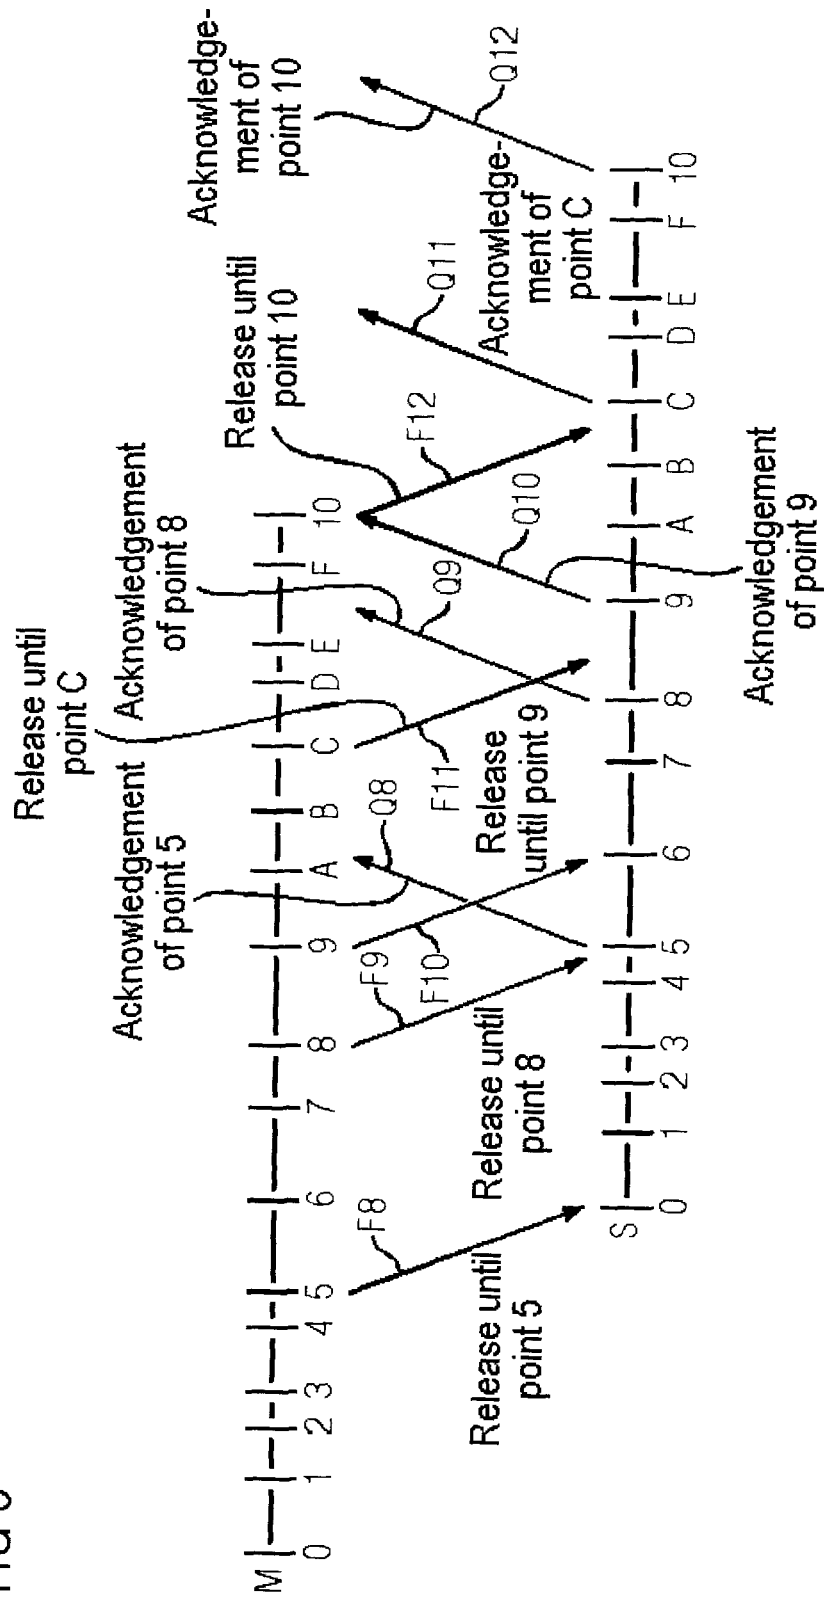 Release until
point C
Acknowledgement
of point 5
Acknowledgement
of point 8
Acknowledge-
ment of
point 10
Release until
point 10
M
0 1 2 3 4 5 6 7 8 9 A B C D E F 10
F8
F9
Q8
F10
F11
Q9
F12
Q10
Q11
Q12
Release until
point 5
Release until
point 8
Release
until point 9
Acknowledge-
ment of
point C
S
0 1 2 3 4 5 6 7 8 9 A B C D E F 10
Acknowledgement
of point 9